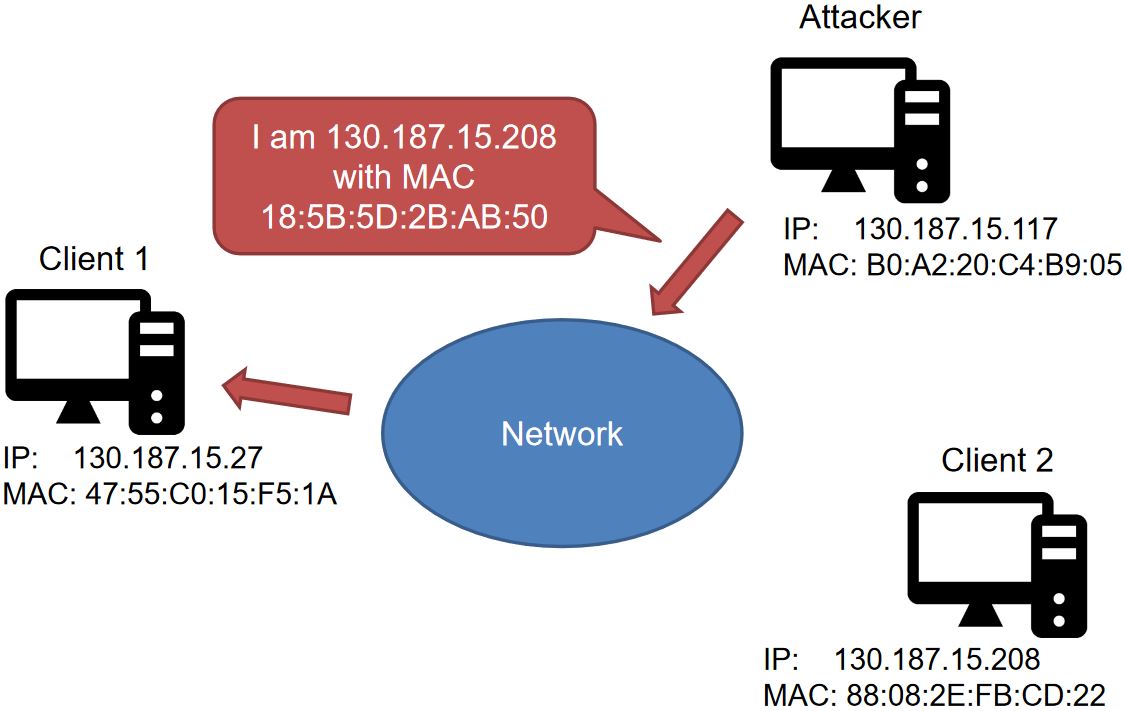 Attacker
I am 130.187.15.208
with MAC
18:5B:5D:2B:AB:50
IP: 130.187.15.117
MAC: B0:A2:20:C4:B9:05
Client 1
IP: 130.187.15.27
MAC: 47:55:C0:15:F5:1A
Network
Client 2
IP: 130.187.15.208
MAC: 88:08:2E:FB:CD:22